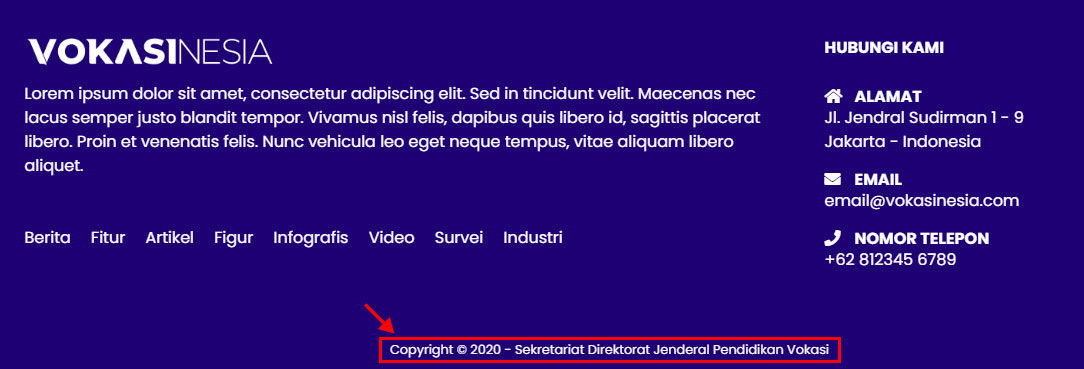 VOKASINESIA
Lorem ipsum dolor sit amet, consectetur adipiscing elit. Sed in tincidunt velit. Maecenas nec
lacus semper justo blandit tempor. Vivamus nisl felis, dapibus quis libero id, sagittis placerat
libero. Proin et venenatis felis. Nunc vehicula leo eget neque tempus, vitae aliquam libero
aliquet.
Berita Fitur Artikel Figur Infografis Video Survei Industri
HUBUNGI KAMI
ALAMAT
Jl. Jendral Sudirman 1 - 9
Jakarta - Indonesia
EMAIL
email@vokasinesia.com
NOMOR TELEPON
+62 812345 6789
Copyright © 2020 - Sekretariat Direktorat Jenderal Pendidikan Vokasi